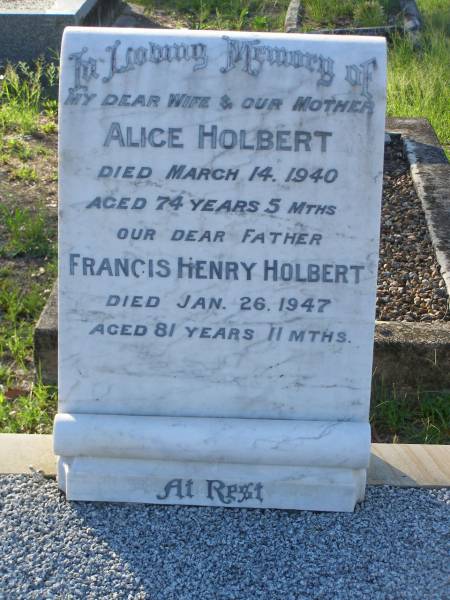 In Loving Memory of
My dear Wife & our Mother
Alice Holbert
Died March 14. 1940
Aged 74 years 5 mths
Our dear Father
Francis Henry Holbert
Died Jan. 26. 1947
Aged 81 years 11 mths.
At Rest